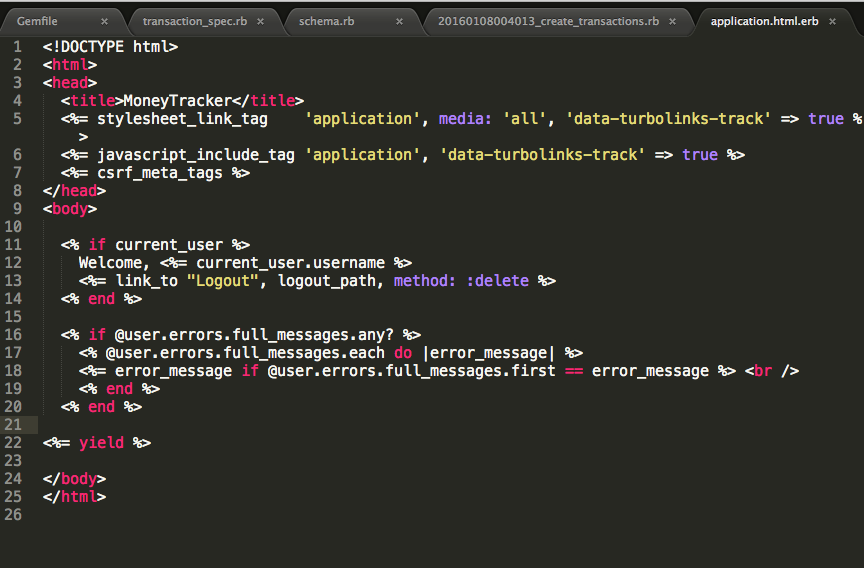 Gemfile × transaction_spec.rb × schema.rb × 20160108004013_create_transactions.rb × application.html.erb ×
1 <!DOCTYPE html>
2 <html>
3 <head>
4   <title>MoneyTracker</title>
5   <%= stylesheet_link_tag    'application', media: 'all', 'data-turbolinks-track' => true %
    >
6   <%= javascript_include_tag 'application', 'data-turbolinks-track' => true %>
7   <%= csrf_meta_tags %>
8 </head>
9 <body>
10
11   <% if current_user %>
12     Welcome, <%= current_user.username %>
13     <%= link_to "Logout", logout_path, method: :delete %>
14   <% end %>
15
16   <% if @user.errors.full_messages.any? %>
17     <% @user.errors.full_messages.each do |error_message| %>
18     <%= error_message if @user.errors.full_messages.first == error_message %> <br />
19     <% end %>
20   <% end %>
21
22 <%= yield %>
23
24 </body>
25 </html>
26